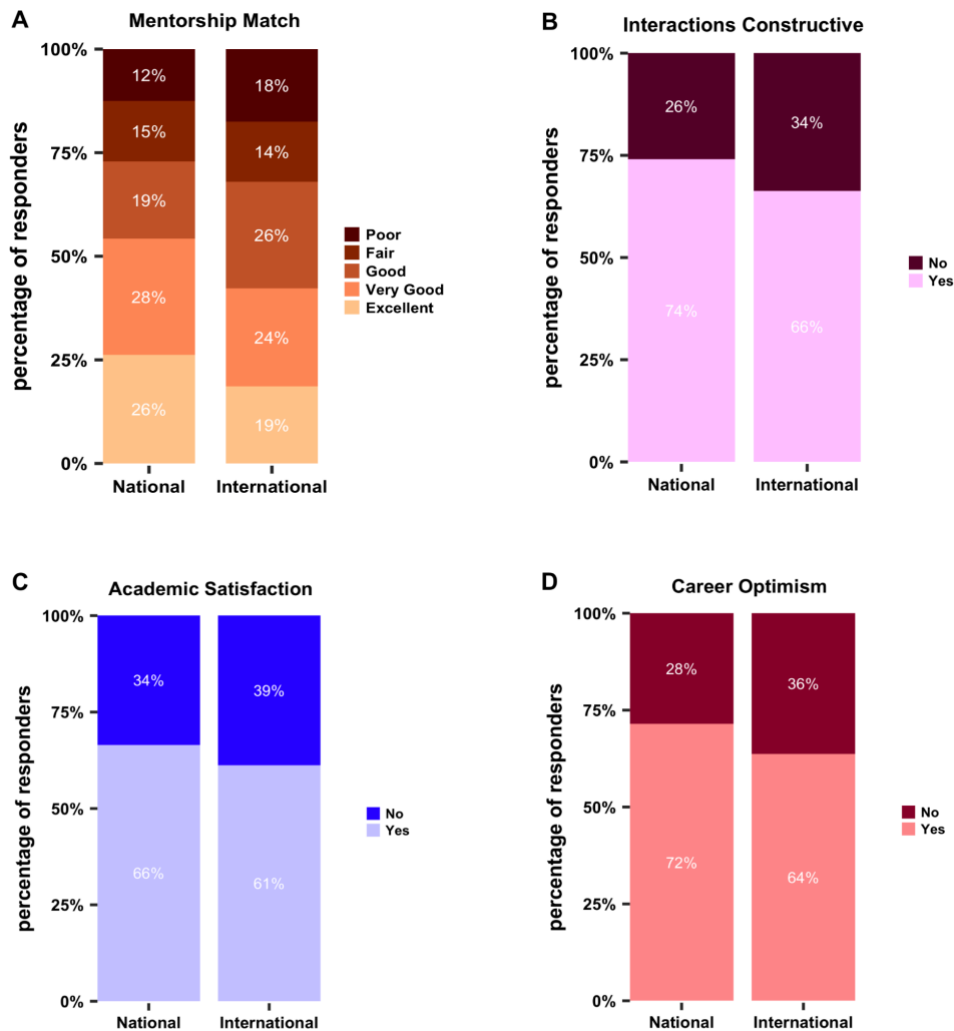 A
Mentorship Match
percentage of responders
100%
75%
50%
25%
0%
12%
15%
19%
28%
26%
18%
14%
26%
24%
19%
National
International
Poor
Fair
Good
Very Good
Excellent
B
Interactions Constructive
percentage of responders
100%
75%
50%
25%
0%
26%
74%
34%
66%
National
International
No
Yes
C
Academic Satisfaction
percentage of responders
100%
75%
50%
25%
0%
34%
66%
39%
61%
National
International
No
Yes
D
Career Optimism
percentage of responders
100%
75%
50%
25%
0%
28%
72%
36%
64%
National
International
No
Yes